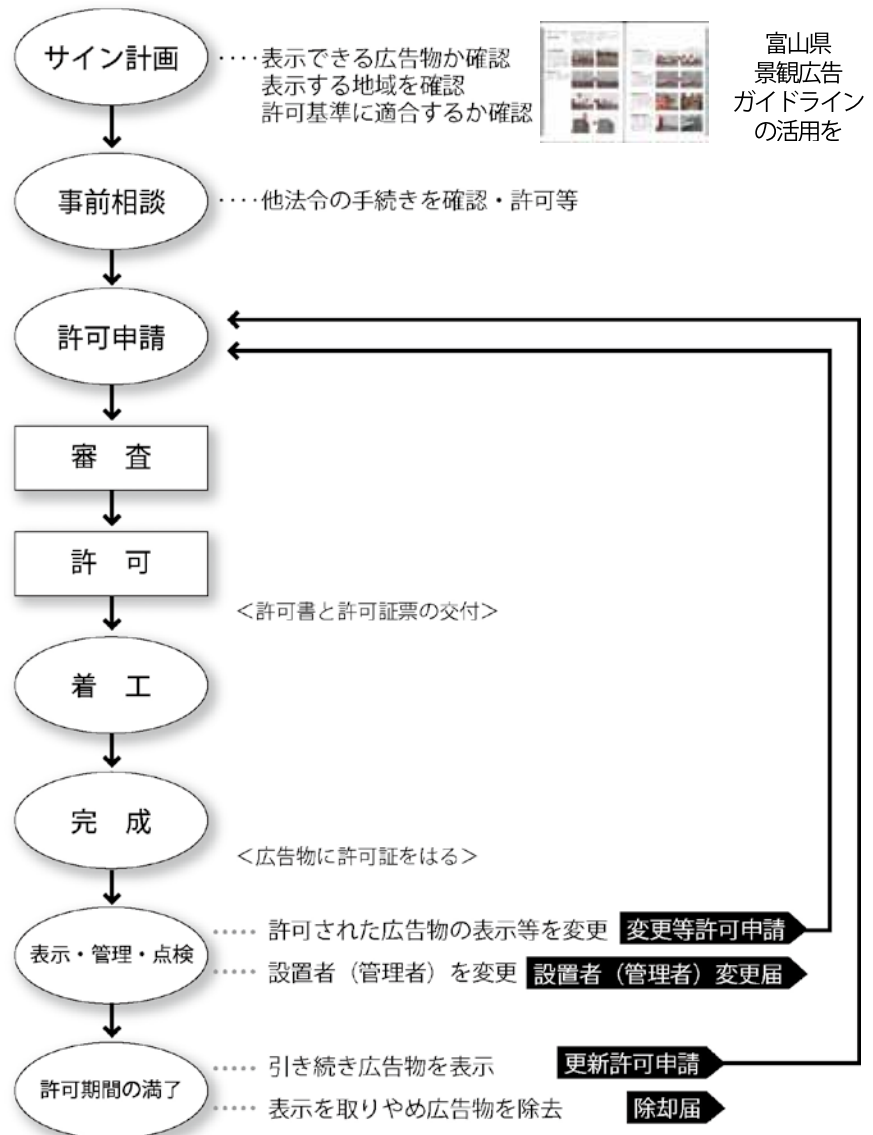 サイン計画
‥‥表示できる広告物か確認
表示する地域を確認
許可基準に適合するか確認
富山県
景観広告
ガイドライン
の活用を
事前相談
‥‥他法令の手続きを確認・許可等
許可申請
審　査
許　可
＜許可書と許可証票の交付＞
着　工
完　成
＜広告物に許可証をはる＞
表示・管理・点検
‥‥‥許可された広告物の表示等を変更 変更等許可申請
‥‥‥設置者（管理者）を変更 設置者（管理者）変更届
許可期間の満了
‥‥‥引き続き広告物を表示 更新許可申請
‥‥‥表示を取りやめ広告物を除去 除却届